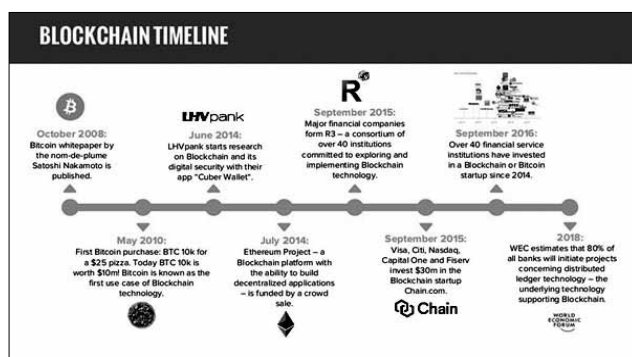 BLOCKCHAIN TIMELINE
October 2008:
Bitcoin whitepaper by
the nom-de-plume
Satoshi Nakamoto is
published.
LHVpank
June 2014:
LHVpank starts research
on Blockchain and its
digital security with their
app "Cuber Wallet".
R
September 2015:
Major financial companies
form R3 – a consortium of
over 40 institutions
committed to exploring and
implementing Blockchain
technology.
September 2016:
Over 40 financial service
institutions have invested
in a Blockchain or Bitcoin
startup since 2014.
May 2010:
First Bitcoin purchase: BTC 10k for
a $25 pizza. Today BTC 10k is
worth $10m! Bitcoin is known as the
first use case of Blockchain
technology.
July 2014:
Ethereum Project – a
Blockchain platform with
the ability to build
decentralized applications
– is funded by a crowd
sale.
September 2015:
Visa, Citi, Nasdaq,
Capital One and Fiserv
invest $30m in the
Blockchain startup
Chain.com.
Chain
2018:
WEC estimates that 80% of
all banks will initiate projects
concerning distributed
ledger technology – the
underlying technology
supporting Blockchain.
WORLD
ECONOMIC
FORUM